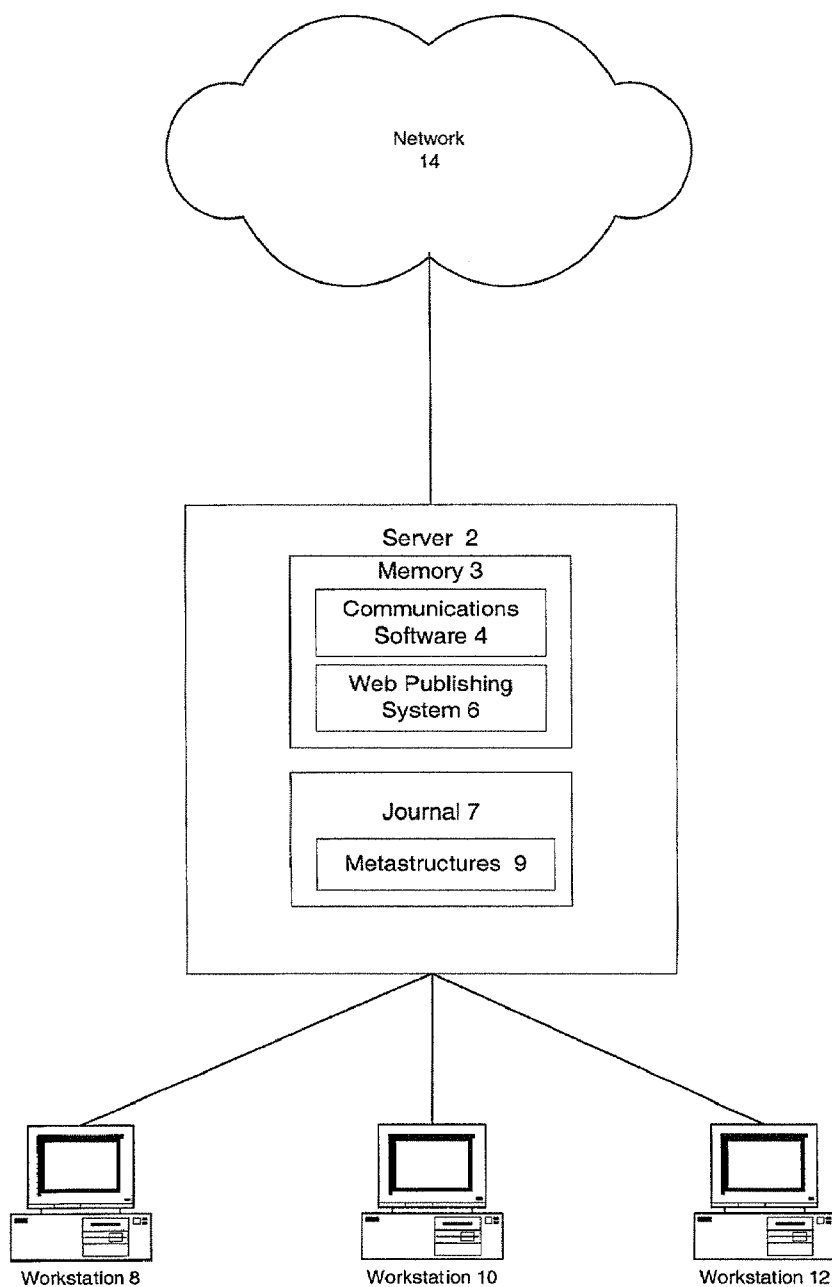 Network
14
Server 2
Memory 3
Communications
Software 4
Web Publishing
System 6
Journal 7
Metastructures 9
Workstation 8
Workstation 10
Workstation 12